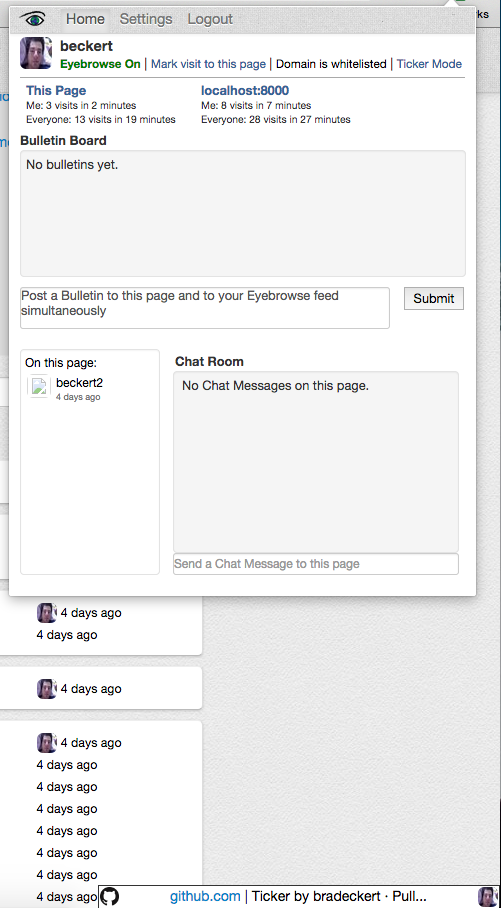 Home Settings Logout
rks
beckert
Eyebrowse On | Mark visit to this page | Domain is whitelisted | Ticker Mode
This Page
Me: 3 visits in 2 minutes
Everyone: 13 visits in 19 minutes
localhost:8000
Me: 8 visits in 7 minutes
Everyone: 28 visits in 27 minutes
Bulletin Board
No bulletins yet.
Post a Bulletin to this page and to your Eyebrowse feed
simultaneously
Submit
On this page:
beckert2
4 days ago
Chat Room
No Chat Messages on this page.
Send a Chat Message to this page
4 days ago
4 days ago
4 days ago
4 days ago
4 days ago
4 days ago
4 days ago
4 days ago
4 days ago
4 days ago
4 days ago
github.com | Ticker by bradeckert · Pull...